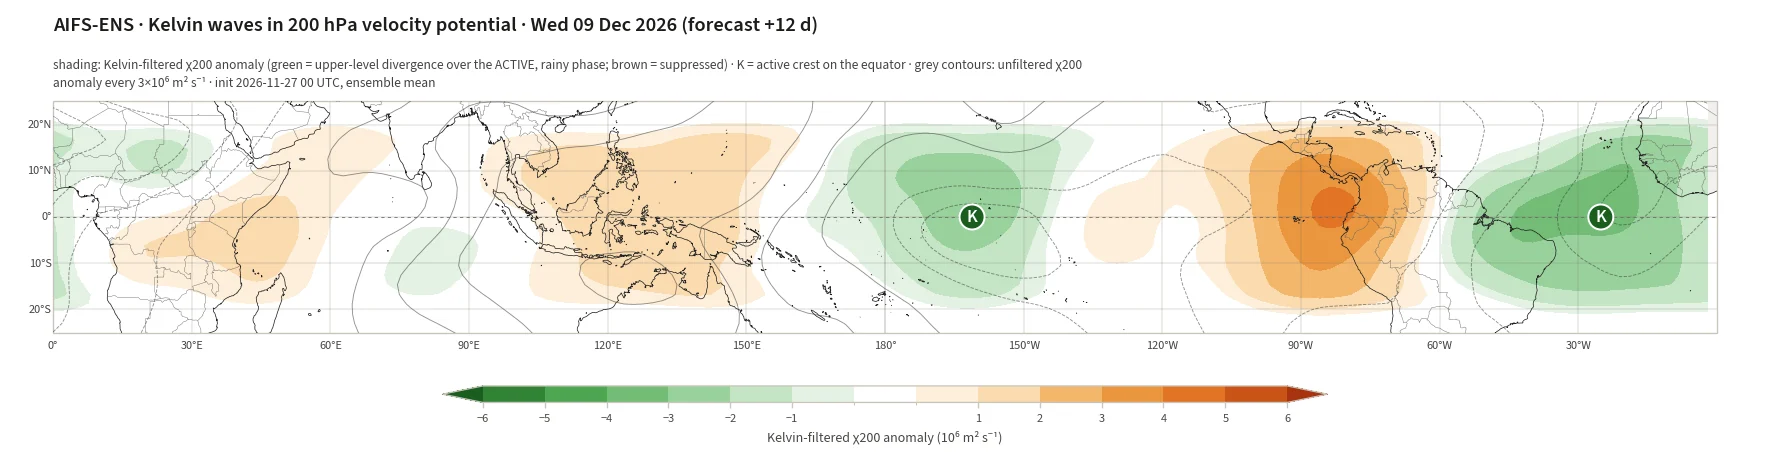 AIFS-ENS · Kelvin waves in 200 hPa velocity potential · Wed 09 Dec 2026 (forecast +12 d)
shading: Kelvin-filtered χ200 anomaly (green = upper-level divergence over the ACTIVE, rainy phase; brown = suppressed) · K = active crest on the equator · grey contours: unfiltered χ200
anomaly every 3×10⁶ m² s⁻¹ · init 2026-11-27 00 UTC, ensemble mean
20°N
10°N
0°
10°S
20°S
K
K
0° 30°E 60°E 90°E 120°E 150°E 180° 150°W 120°W 90°W 60°W 30°W
−6 −5 −4 −3 −2 −1 1 2 3 4 5 6
Kelvin-filtered χ200 anomaly (10⁶ m² s⁻¹)